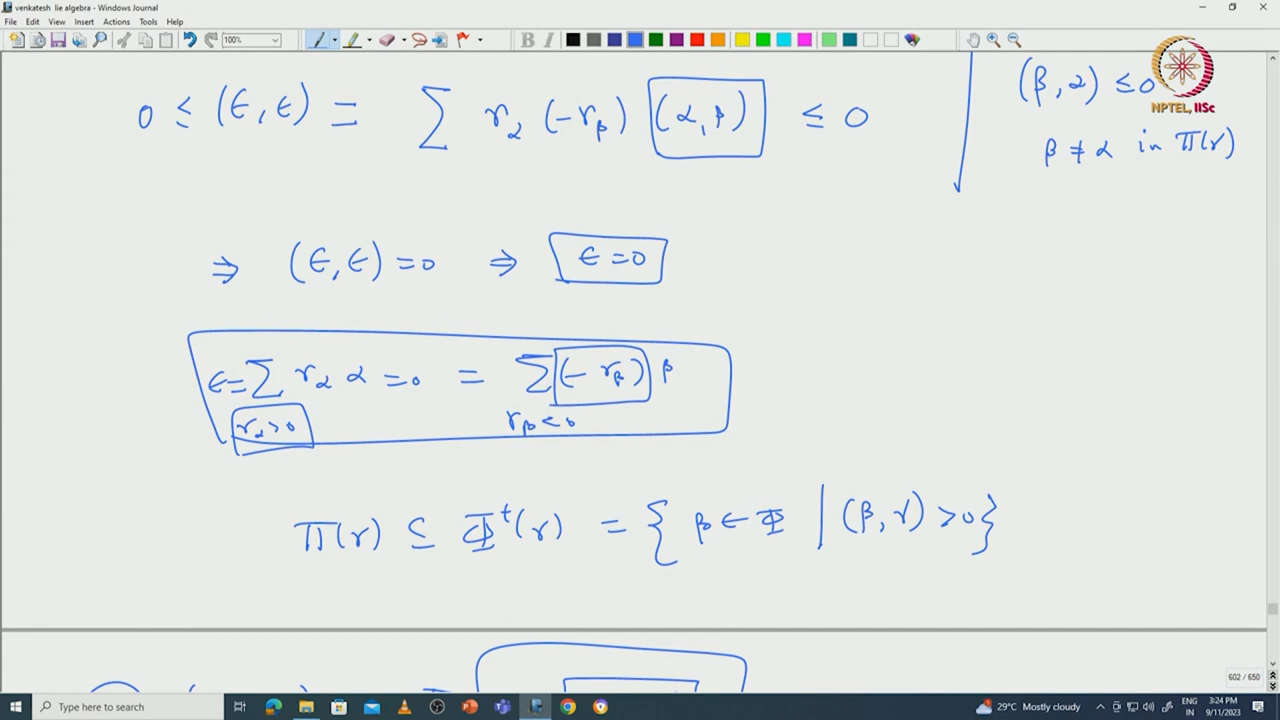 venkatesh lie algebra - Windows Journal
File Edit View Insert Actions Tools Help
100%
B I
NPTEL, IISc
0 ≤ (ϵ, ϵ) = ∑ r_α (-r_β) (α, β) ≤ 0
(β, α) ≤ 0
β ≠ α in Π(γ)
⇒ (ϵ, ϵ) = 0 ⇒ ϵ = 0
ϵ = ∑ r_α α = 0 = ∑ (- r_β) β
r_α > 0 r_β < 0
Π(γ) ⊆ Φ⁺(γ) = { β ∈ Φ | (β, γ) > 0 }
602 / 650
Type here to search
29°C Mostly cloudy
ENG
IN
3:24 PM
9/11/2023